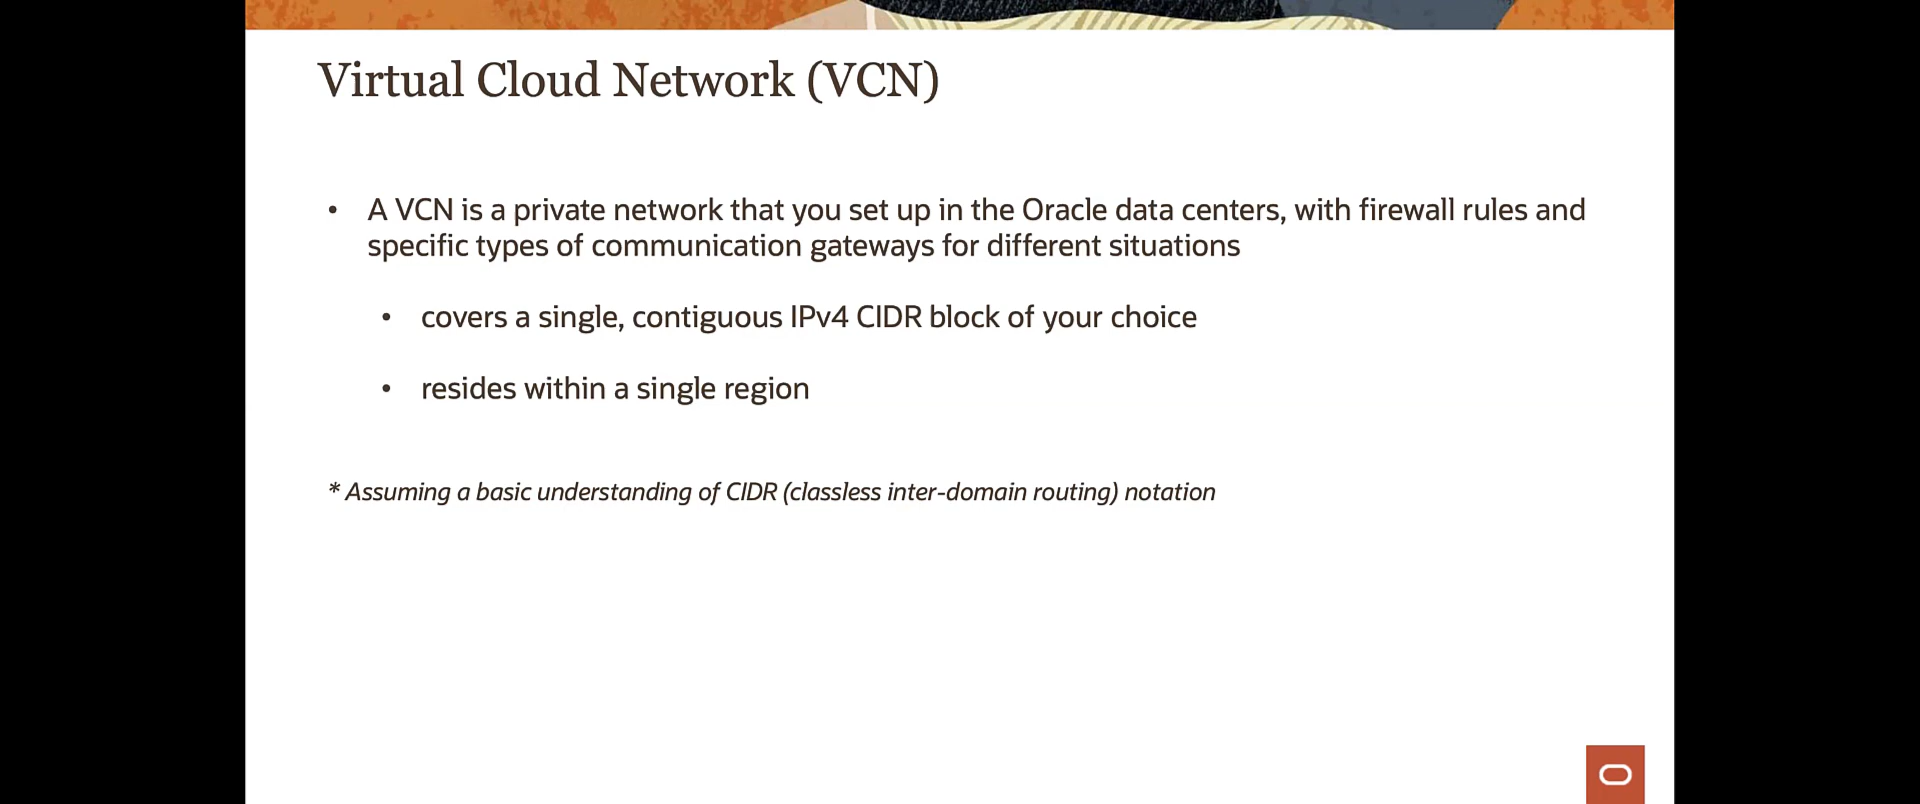 Virtual Cloud Network (VCN)
• A VCN is a private network that you set up in the Oracle data centers, with firewall rules and
specific types of communication gateways for different situations
• covers a single, contiguous IPv4 CIDR block of your choice
• resides within a single region
* Assuming a basic understanding of CIDR (classless inter-domain routing) notation